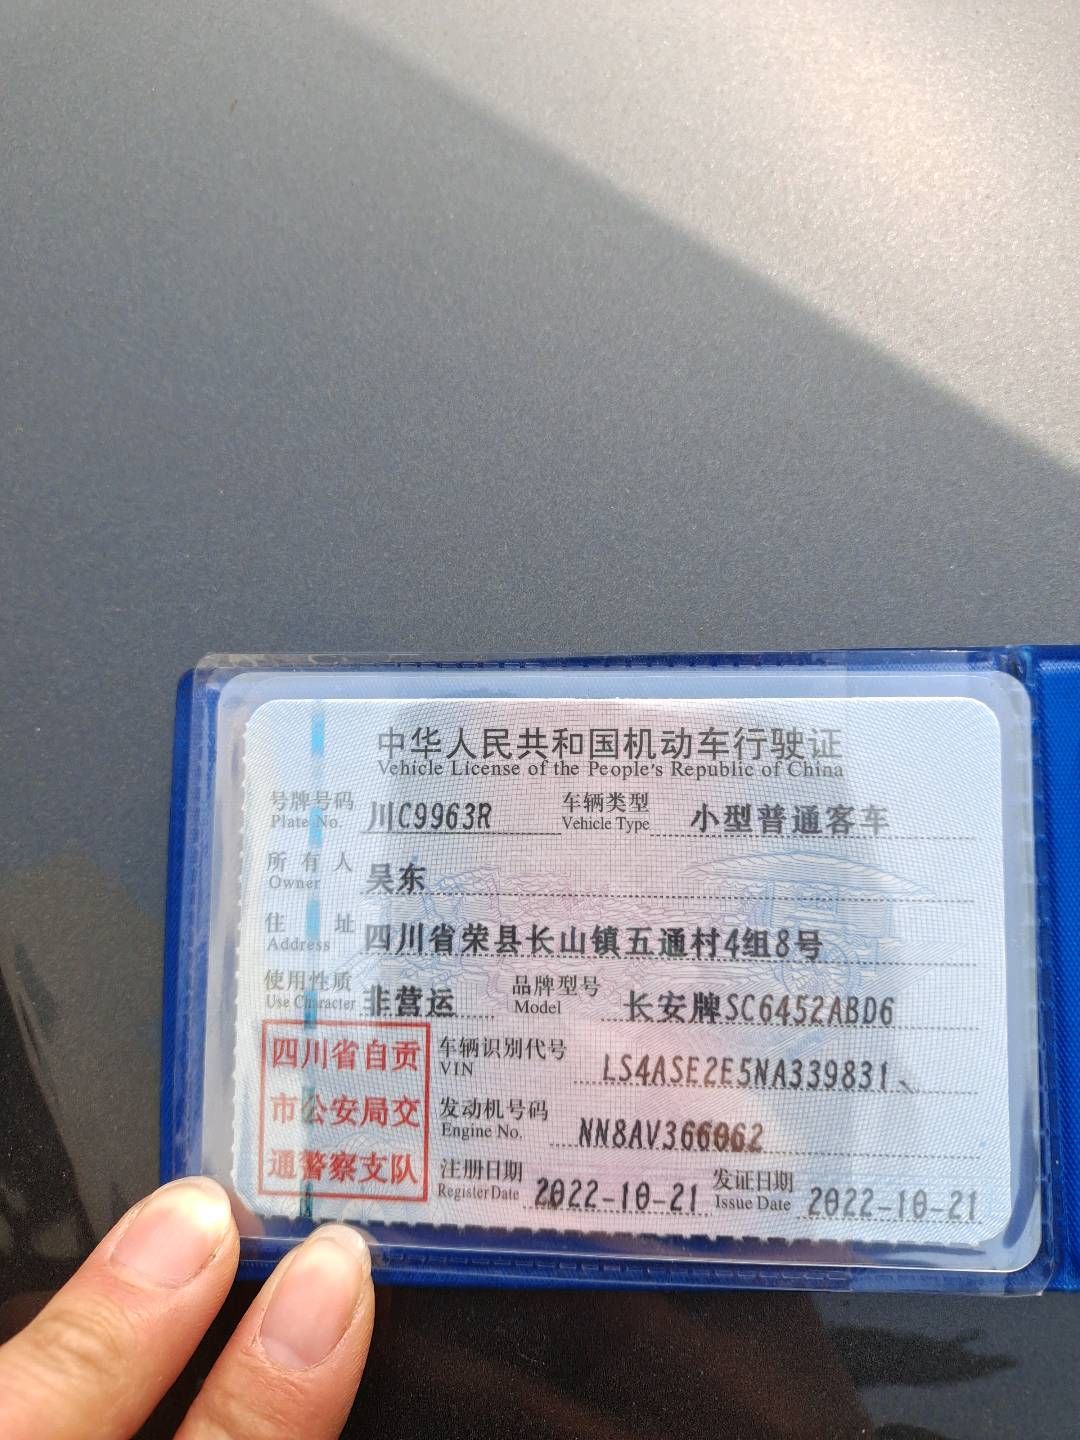 中华人民共和国机动车行驶证
Vehicle License of the People's Republic of China
号牌号码 川C9963R 车辆类型 小型普通客车
Plate No. Vehicle Type
所有人 吴东
Owner
住址 四川省荣县长山镇五通村4组8号
Address
使用性质 非营运 品牌型号 长安牌SC6452ABD6
Use Character Model
四川省自贡
市公安局交
通警察支队
车辆识别代号 LS4ASE2E5NA339831
VIN
发动机号码 NN8AV366062
Engine No.
注册日期 2022-10-21 发证日期 2022-10-21
Register Date Issue Date